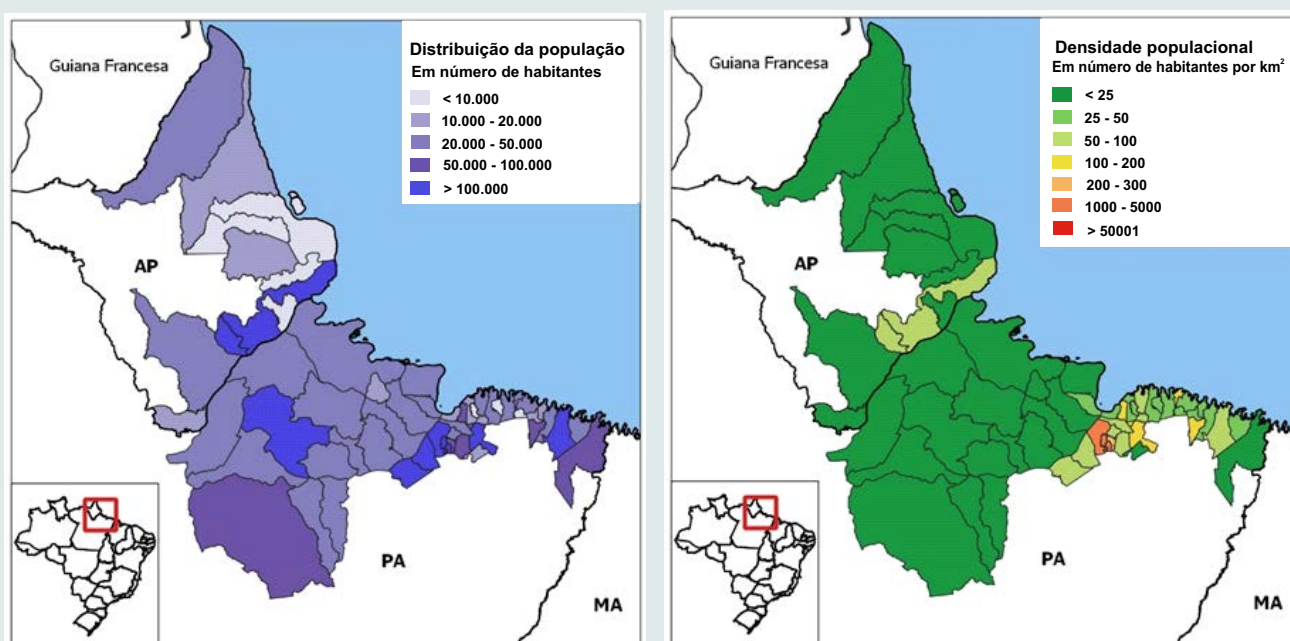 Guiana Francesa
Distribuição da população
Em número de habitantes
< 10.000
10.000 - 20.000
20.000 - 50.000
50.000 - 100.000
> 100.000
AP
PA
MA
Guiana Francesa
Densidade populacional
Em número de habitantes por km²
< 25
25 - 50
50 - 100
100 - 200
200 - 300
1000 - 5000
> 50001
AP
PA
MA